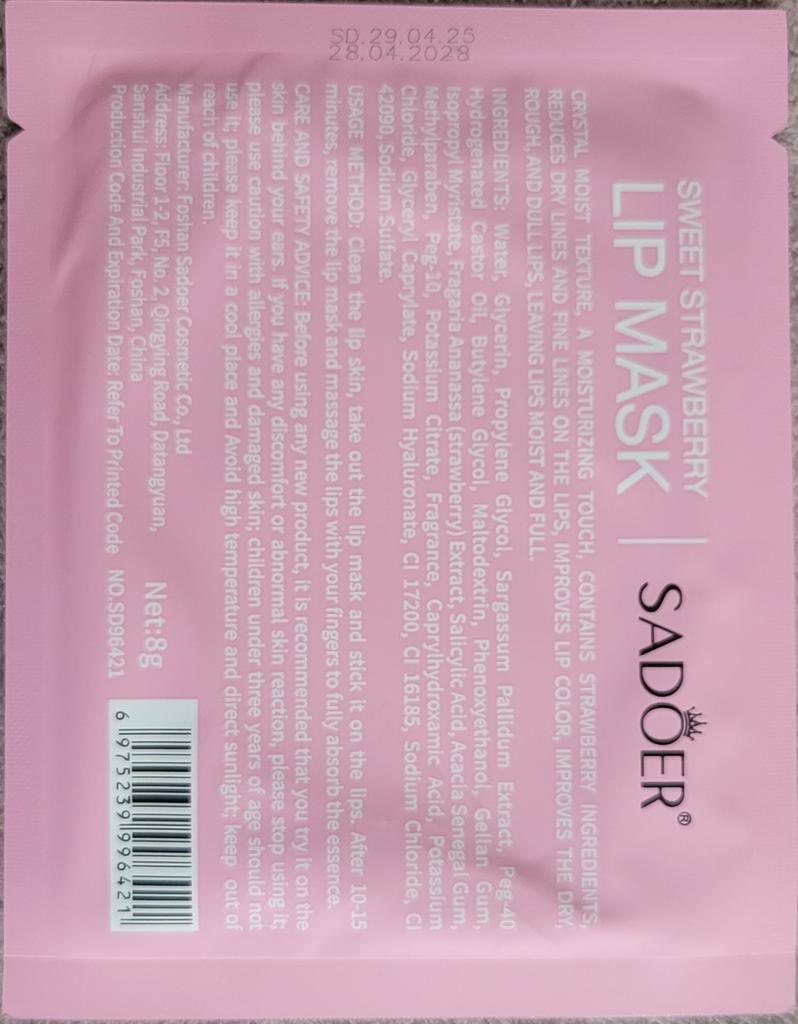 SD.29.04.25
28.04.2028
SWEET STRAWBERRY
LIP MASK
SADOER®
CRYSTAL MOIST TEXTURE, A MOISTURIZING TOUCH, CONTAINS STRAWBERRY INGREDIENTS,
REDUCES DRY LINES AND FINE LINES ON THE LIPS, IMPROVES LIP COLOR, IMPROVES THE DRY,
ROUGH, AND DULL LIPS, LEAVING LIPS MOIST AND FULL.
INGREDIENTS: Water, Glycerin, Propylene Glycol, Sargassum Pallidum Extract, Peg-40
Hydrogenated Castor Oil, Butylene Glycol, Maltodextrin, Phenoxyethanol, Gellan Gum,
Isopropyl Myristate, Fragaria Ananassa (strawberry) Extract, Salicylic Acid, Acacia Senegal Gum,
Methylparaben, Peg-10, Potassium Citrate, Fragrance, Caprylhydroxamic Acid, Potassium
Chloride, Glyceryl Caprylate, Sodium Hyaluronate, CI 17200, CI 16185, Sodium Chloride, CI
42090, Sodium Sulfate.
USAGE METHOD: Clean the lip skin, take out the lip mask and stick it on the lips. After 10-15
minutes, remove the lip mask and massage the lips with your fingers to fully absorb the essence.
CARE AND SAFETY ADVICE: Before using any new product, it is recommended that you try it on the
skin behind your ears. If you have any discomfort or abnormal skin reaction, please stop using it;
please use caution with allergies and damaged skin; children under three years of age should not
use it; please keep it in a cool place and Avoid high temperature and direct sunlight; keep out of
reach of children.
Manufacturer: Foshan Sadoer Cosmetic Co., Ltd
Address: Floor 1-2, F5, No. 2, Qingying Road, Datangyuan,
Sanshui Industrial Park, Foshan, China
Production Code And Expiration Date: Refer To Printed Code NO.SD96421
Net:8g
6 975239 996421